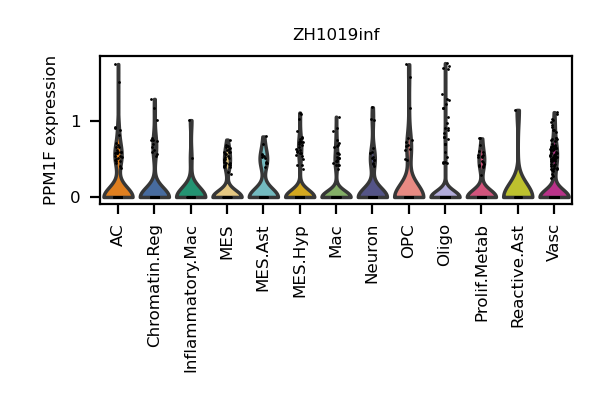 ZH1019inf
PPM1F expression
1
0
AC
Chromatin.Reg
Inflammatory.Mac
MES
MES.Ast
MES.Hyp
Mac
Neuron
OPC
Oligo
Prolif.Metab
Reactive.Ast
Vasc